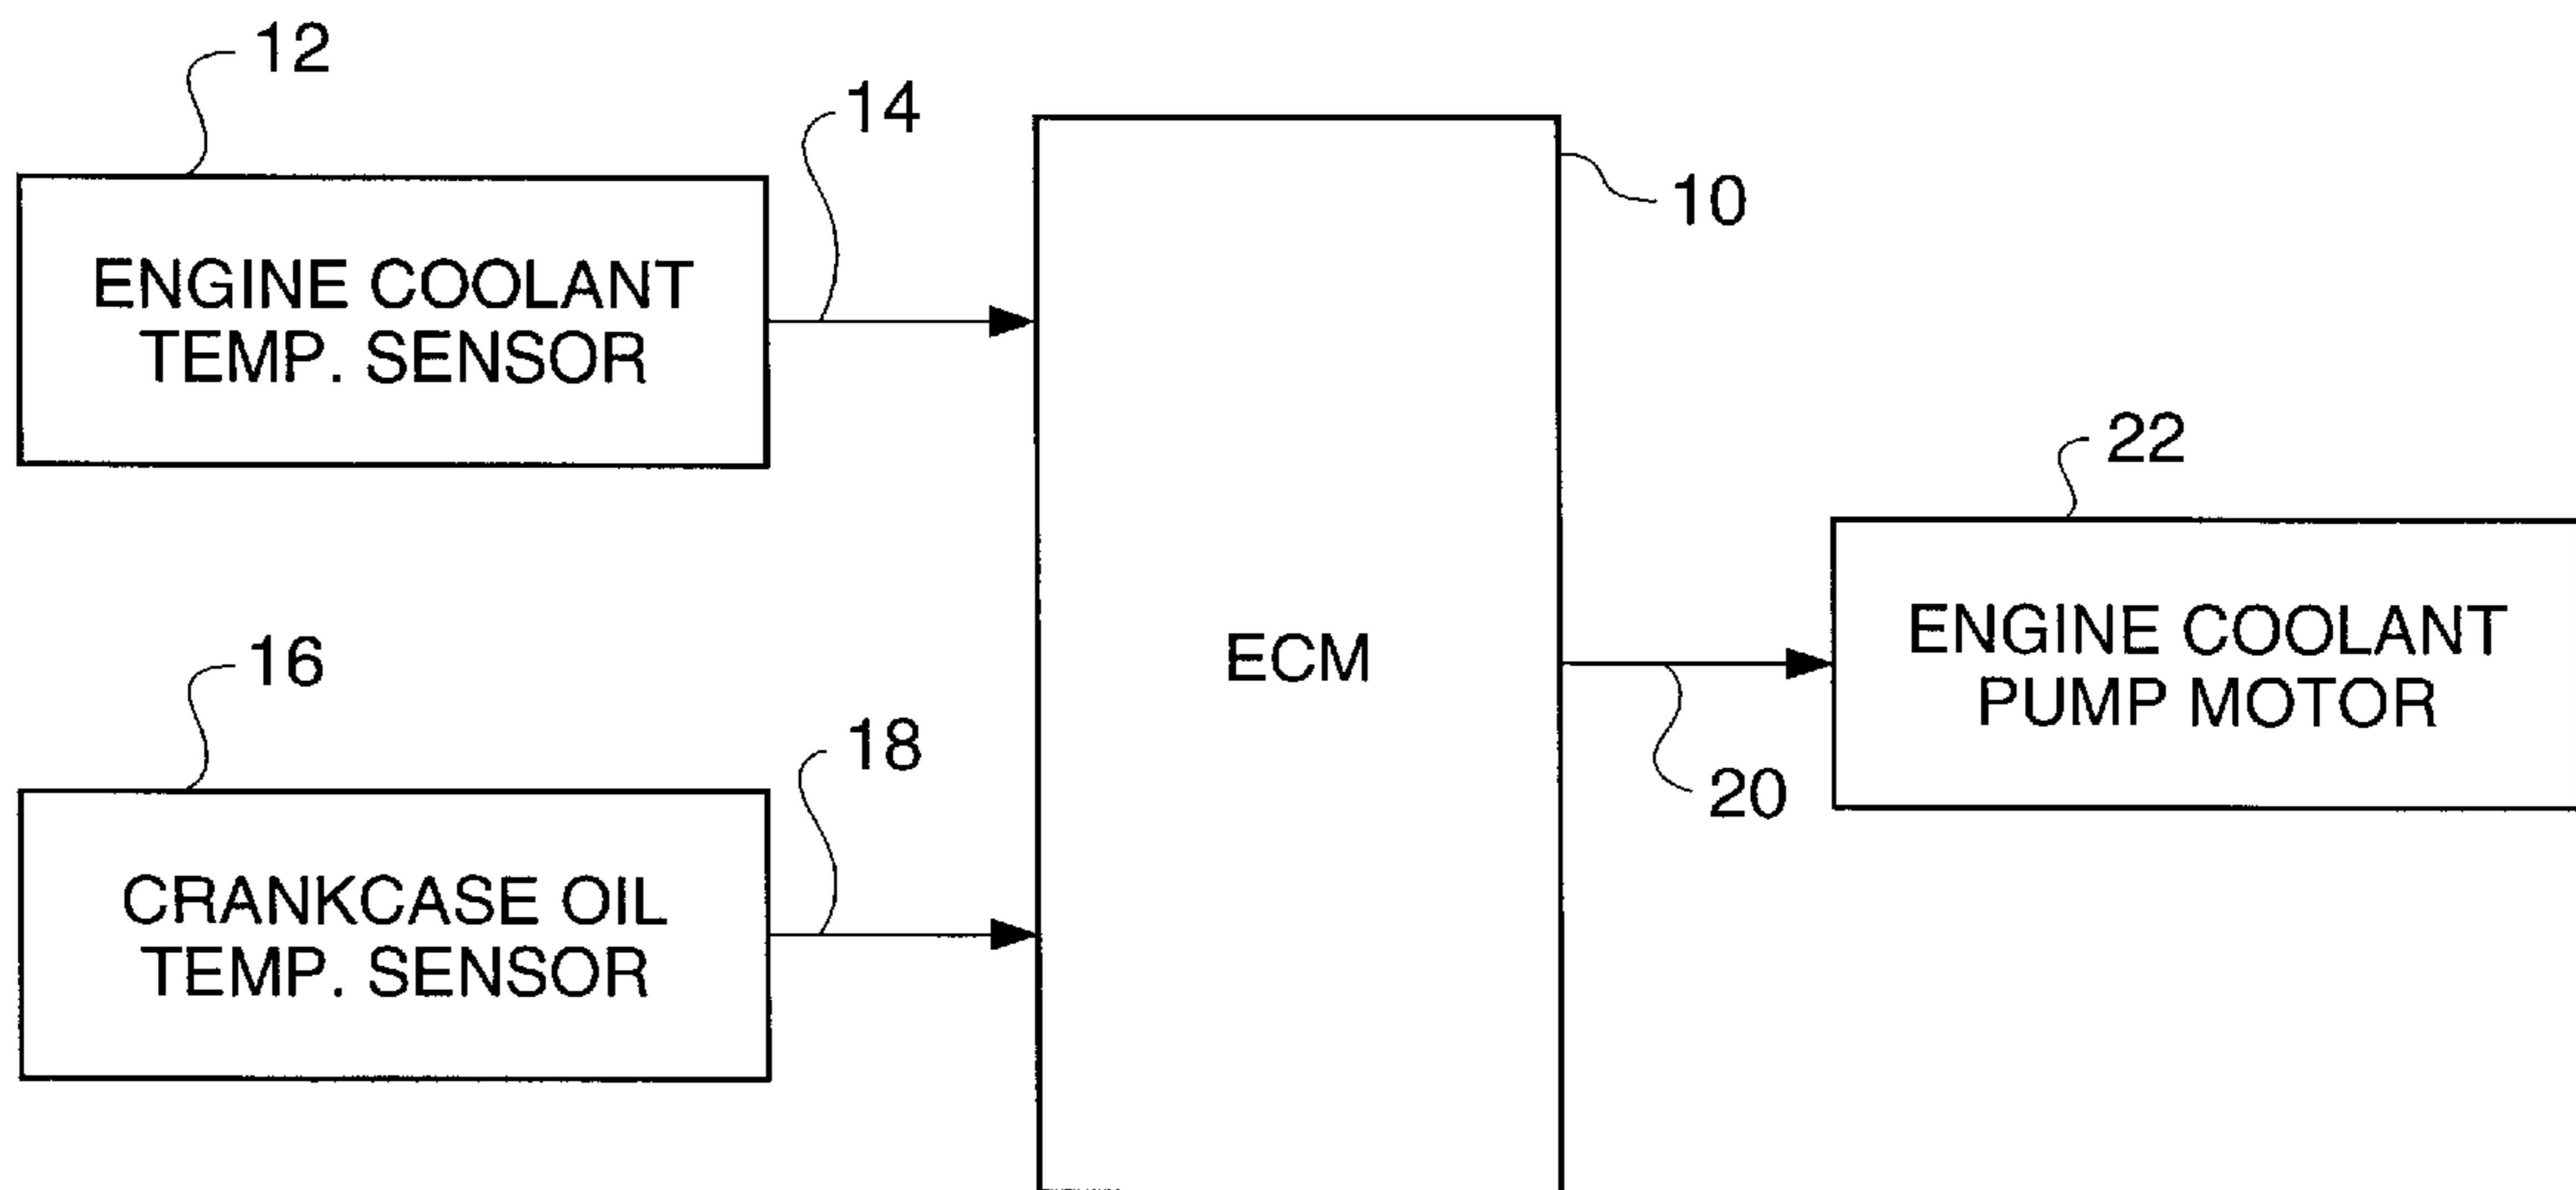 12
14
10
ENGINE COOLANT
TEMP. SENSOR
22
16
18
ECM
ENGINE COOLANT
PUMP MOTOR
20
CRANKCASE OIL
TEMP. SENSOR